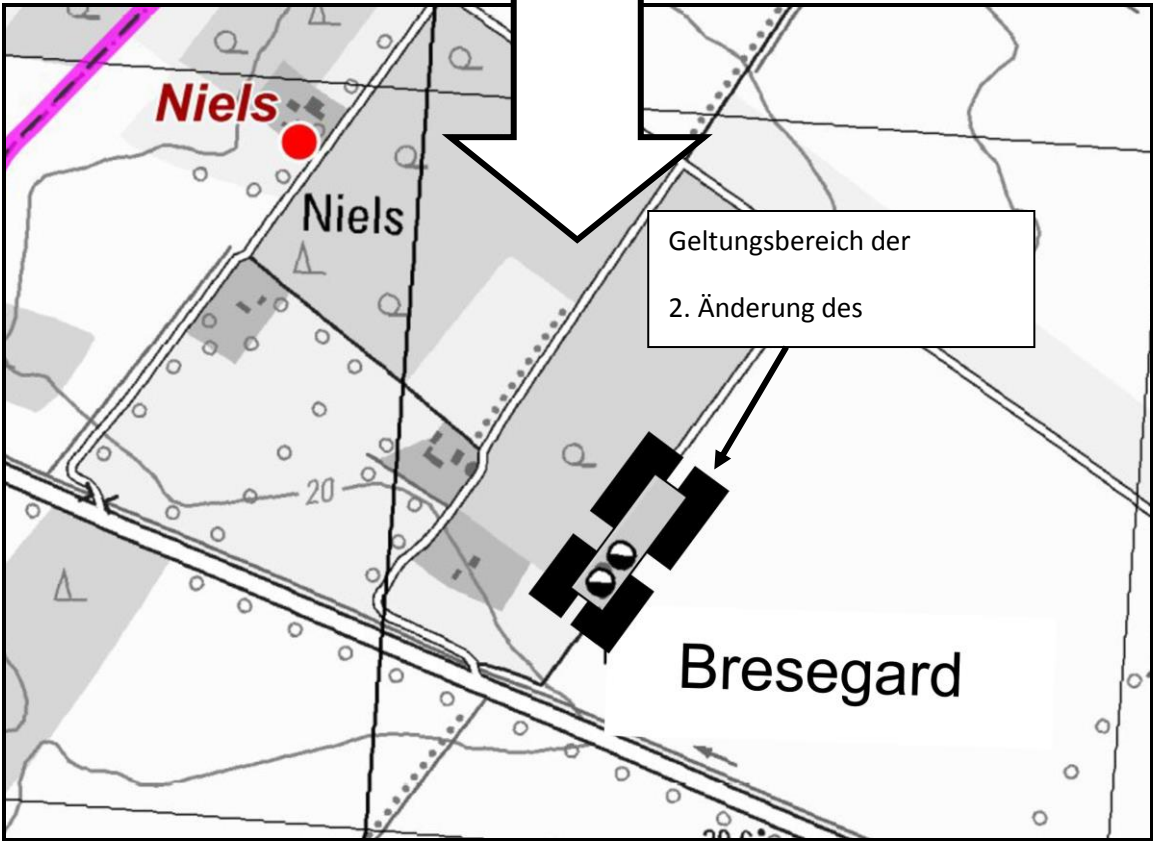 Niels
Niels
Geltungsbereich der
2. Änderung des
20
Bresegard